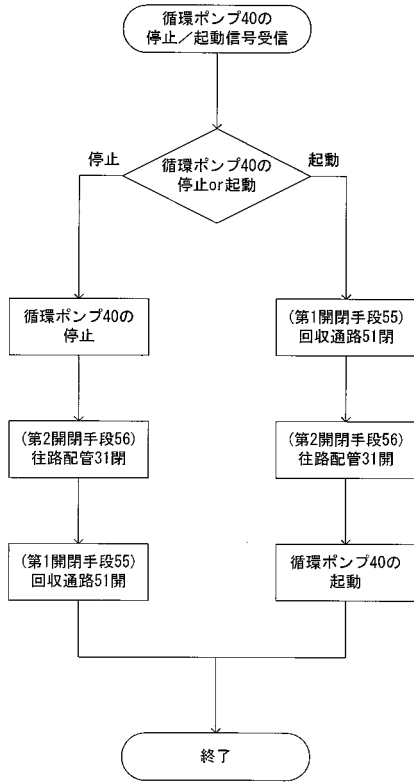 循環ポンプ40の
停止／起動信号受信
循環ポンプ40の
停止or起動
停止
起動
循環ポンプ40の
停止
(第2開閉手段56)
往路配管31閉
(第1開閉手段55)
回収通路51開
(第1開閉手段55)
回収通路51閉
(第2開閉手段56)
往路配管31開
循環ポンプ40の
起動
終了